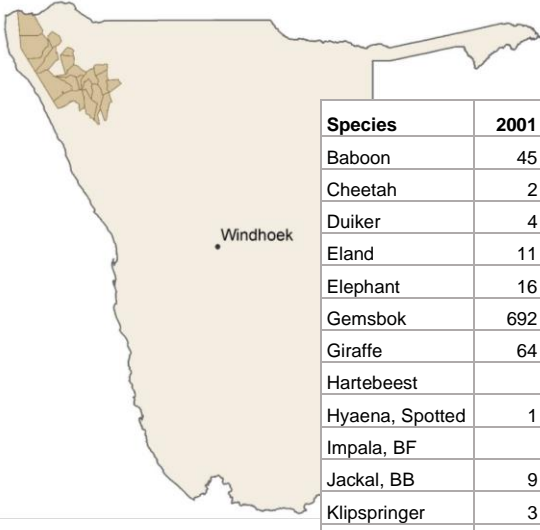 Windhoek
Species 2001
Baboon 45
Cheetah 2
Duiker 4
Eland 11
Elephant 16
Gemsbok 692
Giraffe 64
Hartebeest
Hyaena, Spotted 1
Impala, BF
Jackal, BB 9
Klipspringer 3